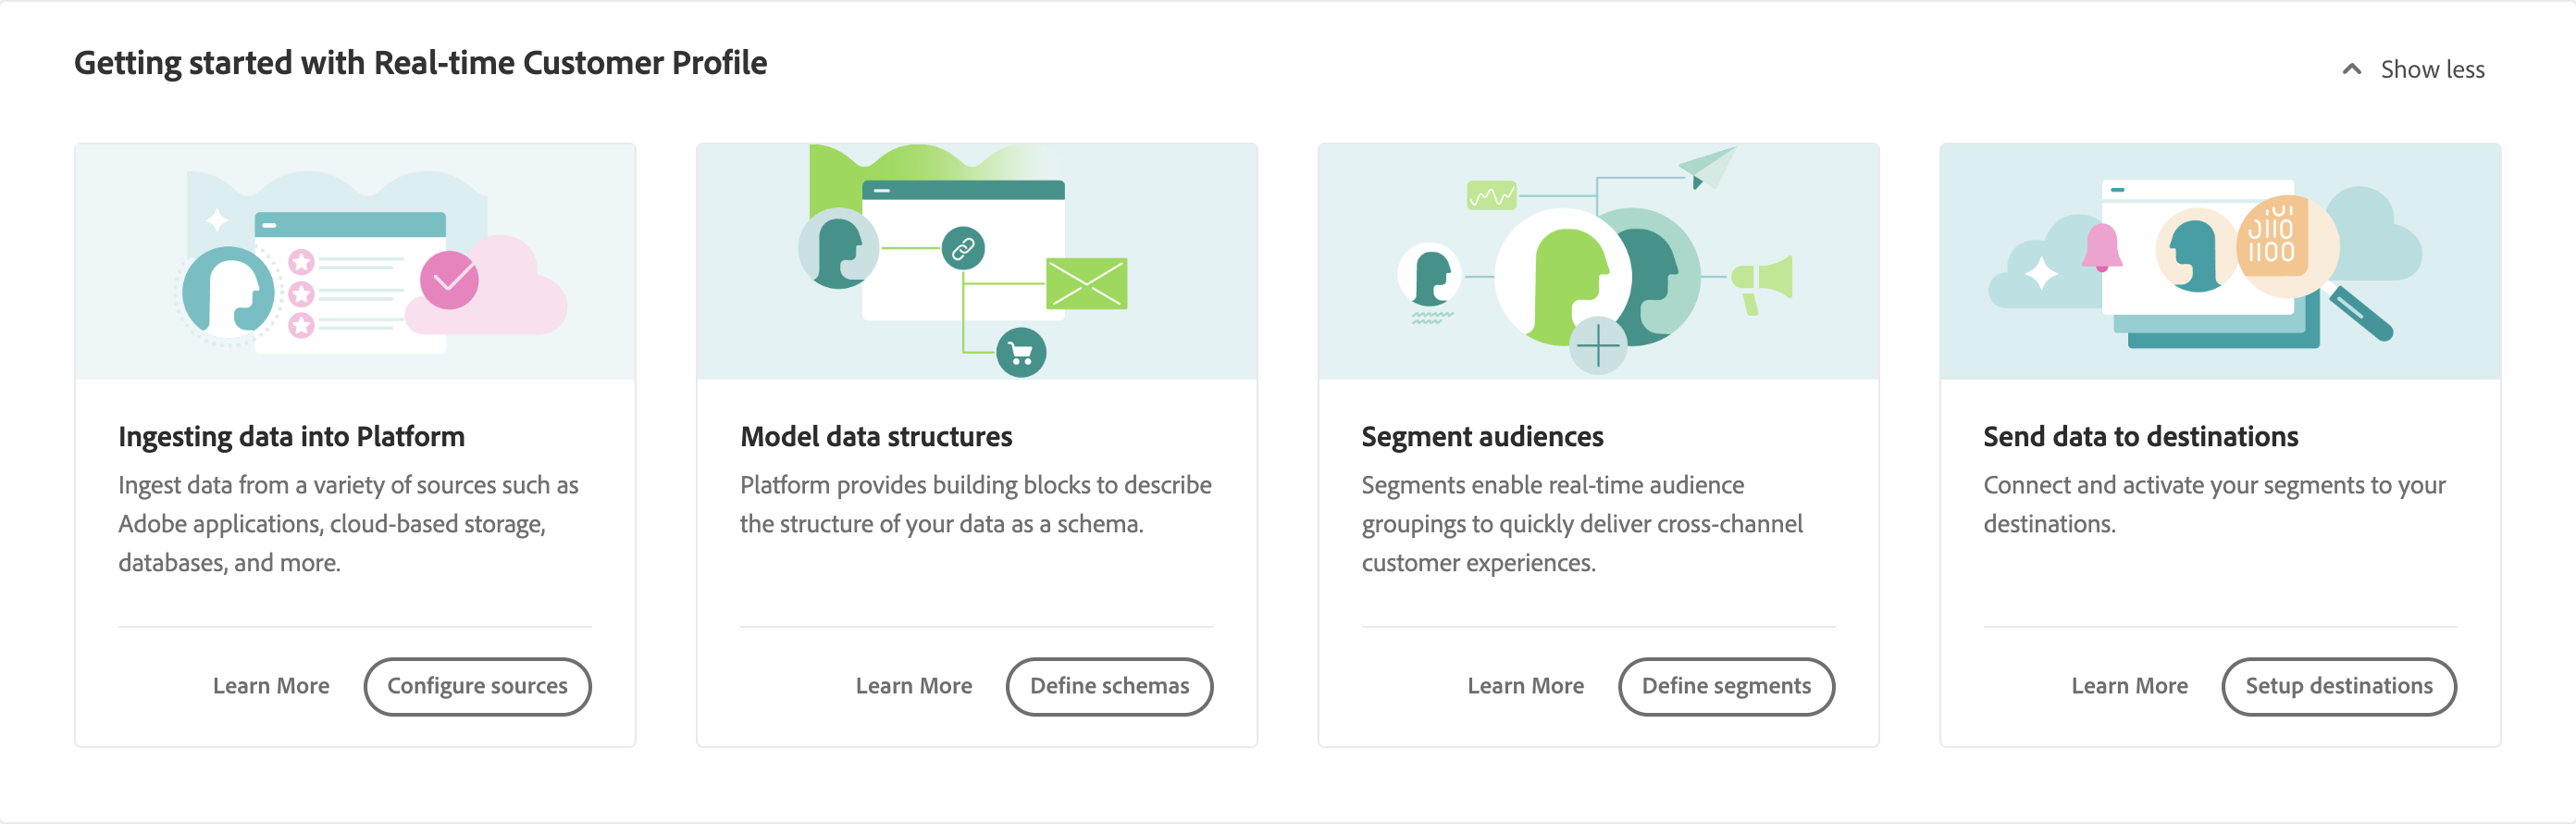 Getting started with Real-time Customer Profile
Show less
Ingesting data into Platform
Ingest data from a variety of sources such as
Adobe applications, cloud-based storage,
databases, and more.
Learn More
Configure sources
Model data structures
Platform provides building blocks to describe
the structure of your data as a schema.
Learn More
Define schemas
Segment audiences
Segments enable real-time audience
groupings to quickly deliver cross-channel
customer experiences.
Learn More
Define segments
Send data to destinations
Connect and activate your segments to your
destinations.
Learn More
Setup destinations